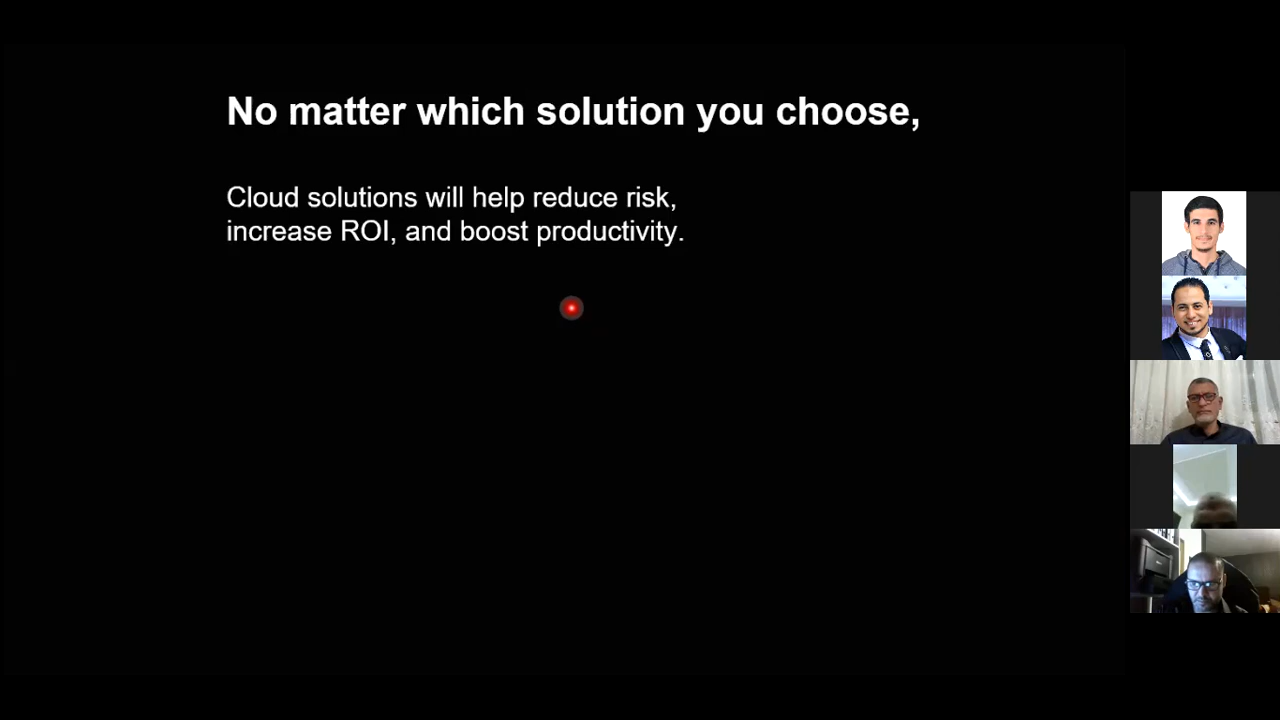 No matter which solution you choose,
Cloud solutions will help reduce risk,
increase ROI, and boost productivity.